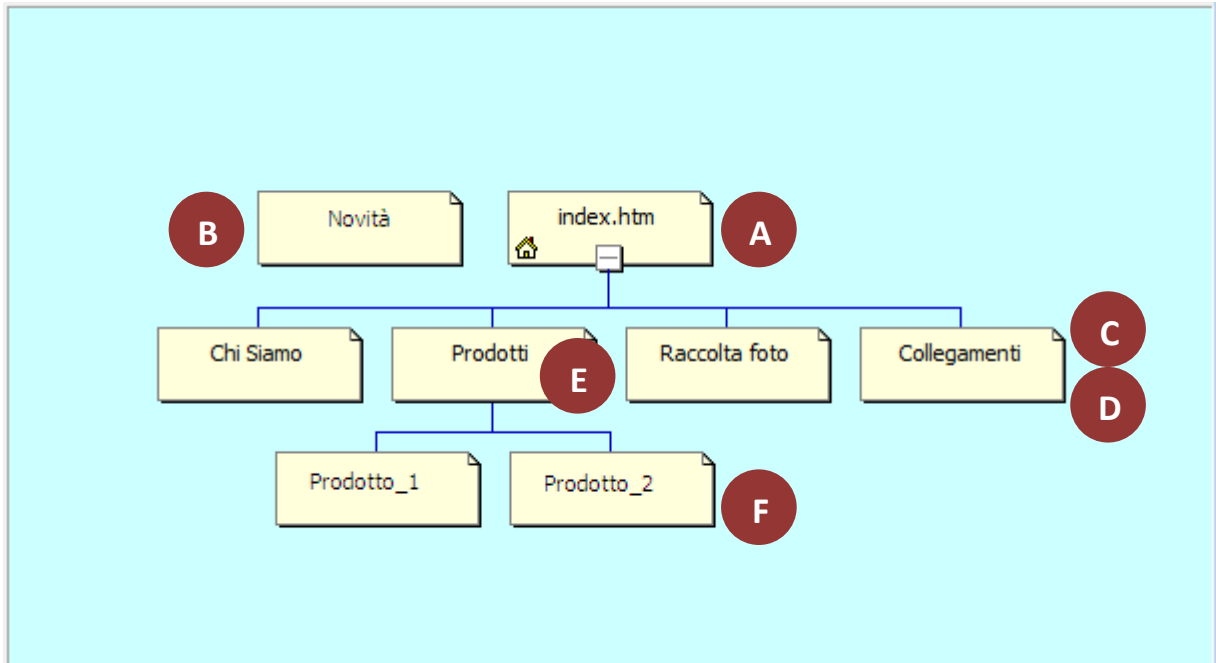 B
Novità
index.htm
A
Chi Siamo
Prodotti
E
Raccolta foto
Collegamenti
C
D
Prodotto_1
Prodotto_2
F